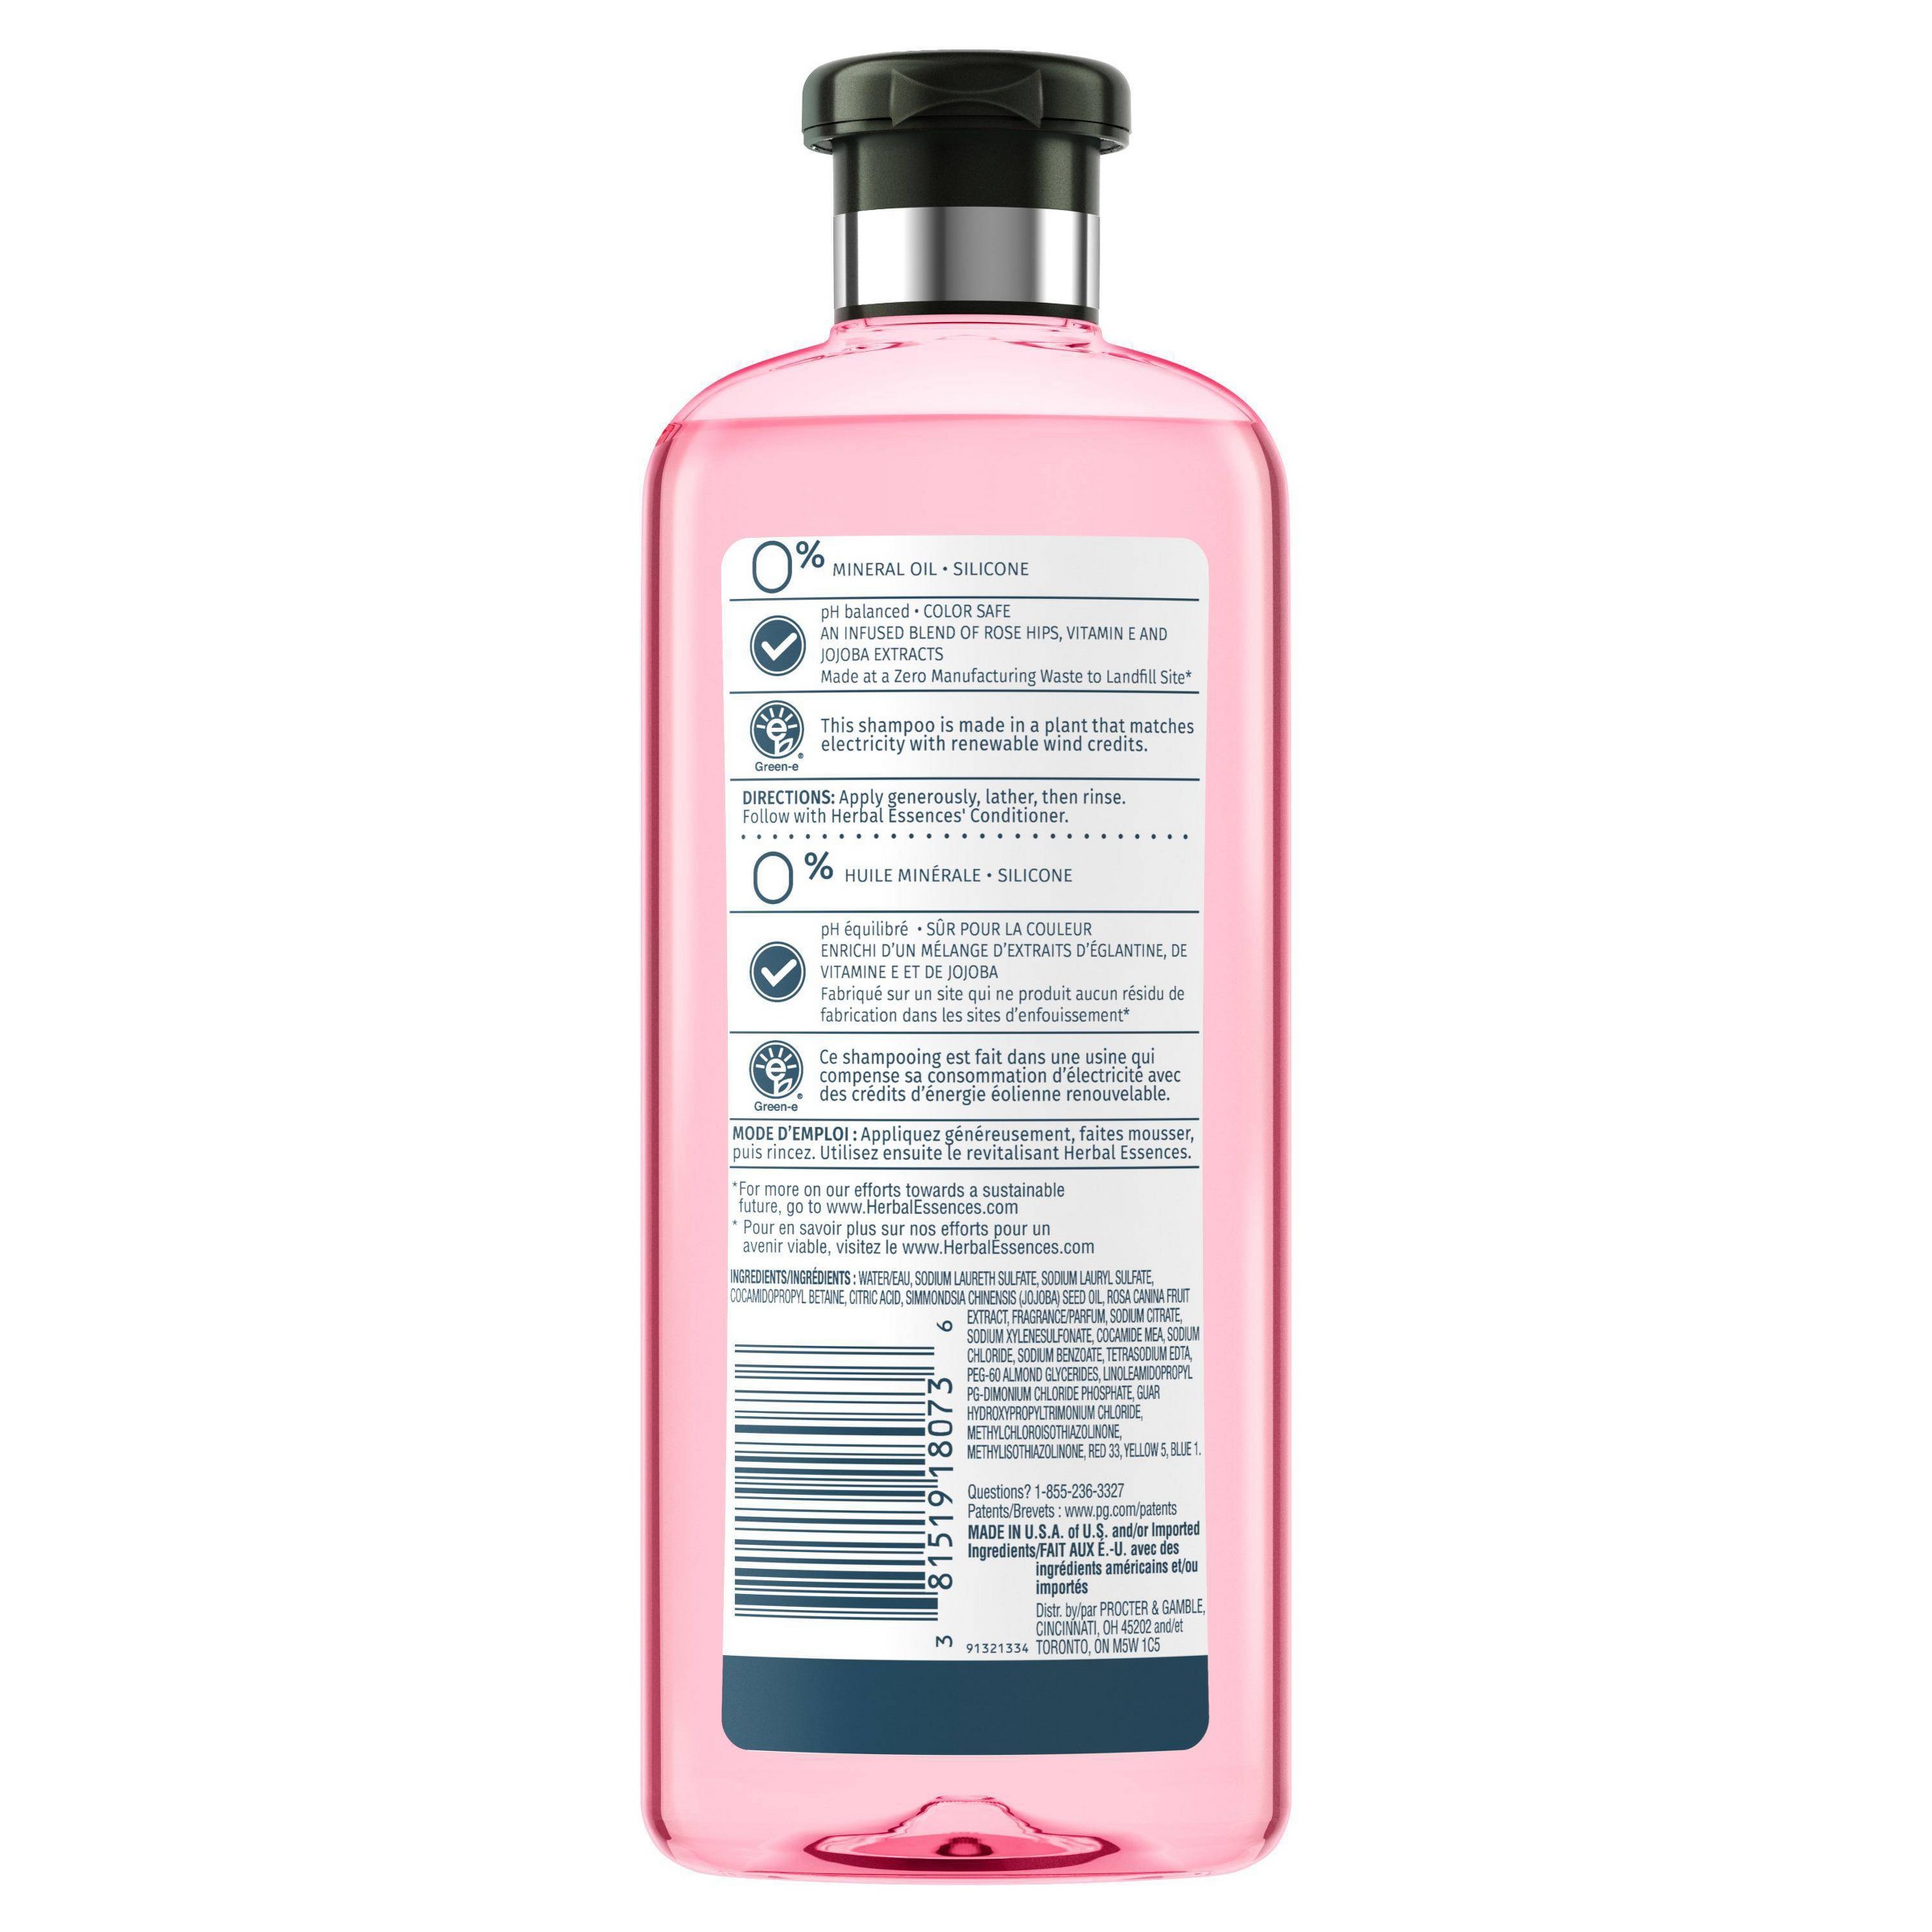 0% MINERAL OIL • SILICONE
pH balanced • COLOR SAFE
AN INFUSED BLEND OF ROSE HIPS, VITAMIN E AND
JOJOBA EXTRACTS
Made at a Zero Manufacturing Waste to Landfill Site*
Green-e®
This shampoo is made in a plant that matches
electricity with renewable wind credits.
DIRECTIONS: Apply generously, lather, then rinse.
Follow with Herbal Essences' Conditioner.
0% HUILE MINÉRALE • SILICONE
pH équilibré • SÛR POUR LA COULEUR
ENRICHI D'UN MÉLANGE D'EXTRAITS D'ÉGLANTINE, DE
VITAMINE E ET DE JOJOBA
Fabriqué sur un site qui ne produit aucun résidu de
fabrication dans les sites d'enfouissement*
Green-e®
Ce shampooing est fait dans une usine qui
compense sa consommation d'électricité avec
des crédits d'énergie éolienne renouvelable.
MODE D'EMPLOI : Appliquez généreusement, faites mousser,
puis rincez. Utilisez ensuite le revitalisant Herbal Essences.
*For more on our efforts towards a sustainable
future, go to www.HerbalEssences.com
* Pour en savoir plus sur nos efforts pour un
avenir viable, visitez le www.HerbalEssences.com
INGREDIENTS/INGRÉDIENTS : WATER/EAU, SODIUM LAURETH SULFATE, SODIUM LAURYL SULFATE,
COCAMIDOPROPYL BETAINE, CITRIC ACID, SIMMONDSIA CHINENSIS (JOJOBA) SEED OIL, ROSA CANINA FRUIT
EXTRACT, FRAGRANCE/PARFUM, SODIUM CITRATE,
SODIUM XYLENESULFONATE, COCAMIDE MEA, SODIUM
CHLORIDE, SODIUM BENZOATE, TETRASODIUM EDTA,
PEG-60 ALMOND GLYCERIDES, LINOLEAMIDOPROPYL
PG-DIMONIUM CHLORIDE PHOSPHATE, GUAR
HYDROXYPROPYLTRIMONIUM CHLORIDE,
METHYLCHLOROISOTHIAZOLINONE,
METHYLISOTHIAZOLINONE, RED 33, YELLOW 5, BLUE 1.
3 81519 18073 6
Questions? 1-855-236-3327
Patents/Brevets : www.pg.com/patents
MADE IN U.S.A. of U.S. and/or Imported
Ingredients/FAIT AUX É.-U. avec des
ingrédients américains et/ou
importés
Distr. by/par PROCTER & GAMBLE,
CINCINNATI, OH 45202 and/et
91321334 TORONTO, ON M5W 1C5